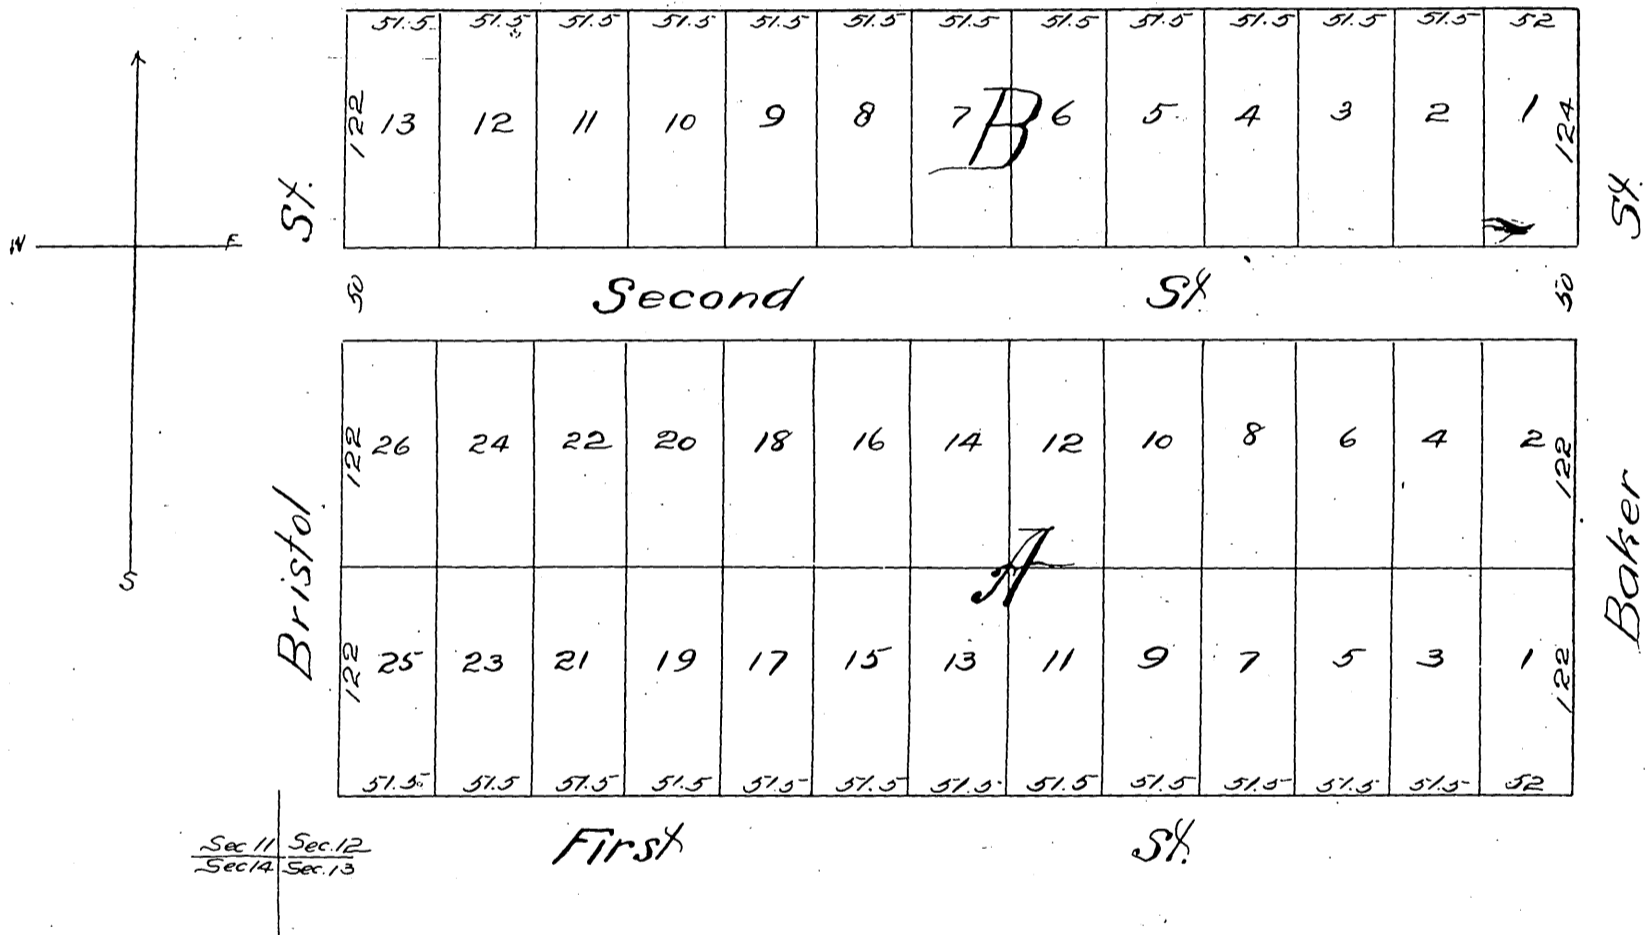 51.5 51.5 51.5 51.5 51.5 51.5 51.5 51.5 51.5 51.5 51.5 51.5 52
122 13 12 11 10 9 8 7 B 6 5 4 3 2 1 124
St. St.
W E
50 Second St. 50
122 26 24 22 20 18 16 14 12 10 8 6 4 2 122
Bristol Baker
A
S
122 25 23 21 19 17 15 13 11 9 7 5 3 1 122
51.5 51.5 51.5 51.5 51.5 51.5 51.5 51.5 51.5 51.5 51.5 51.5 52
First St.
Sec 11 Sec. 12
Sec 14 Sec. 13